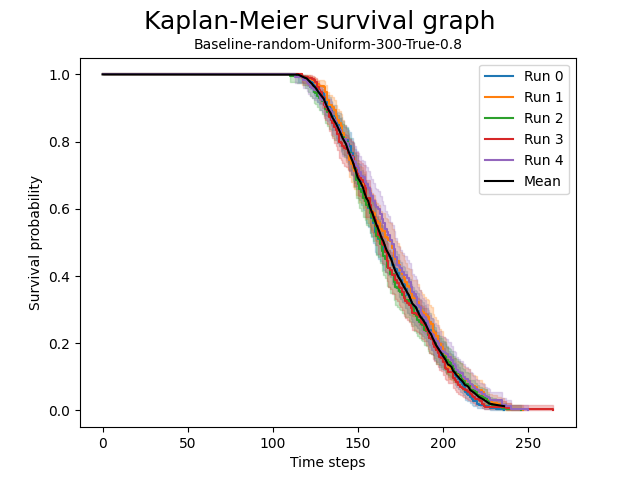 Kaplan-Meier survival graph
Baseline-random-Uniform-300-True-0.8
Survival probability
1.0
0.8
0.6
0.4
0.2
0.0
Run 0
Run 1
Run 2
Run 3
Run 4
Mean
0
50
100
150
200
250
Time steps